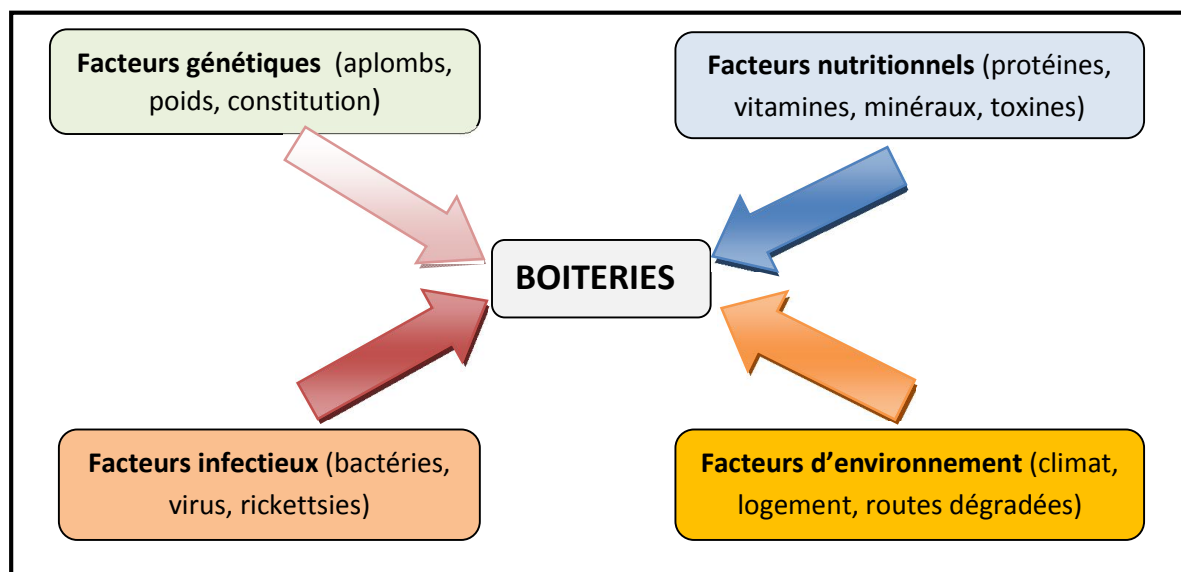 Facteurs génétiques (aplombs,
poids, constitution)
Facteurs nutritionnels (protéines,
vitamines, minéraux, toxines)
BOITERIES
Facteurs infectieux (bactéries,
virus, rickettsies)
Facteurs d’environnement (climat,
logement, routes dégradées)